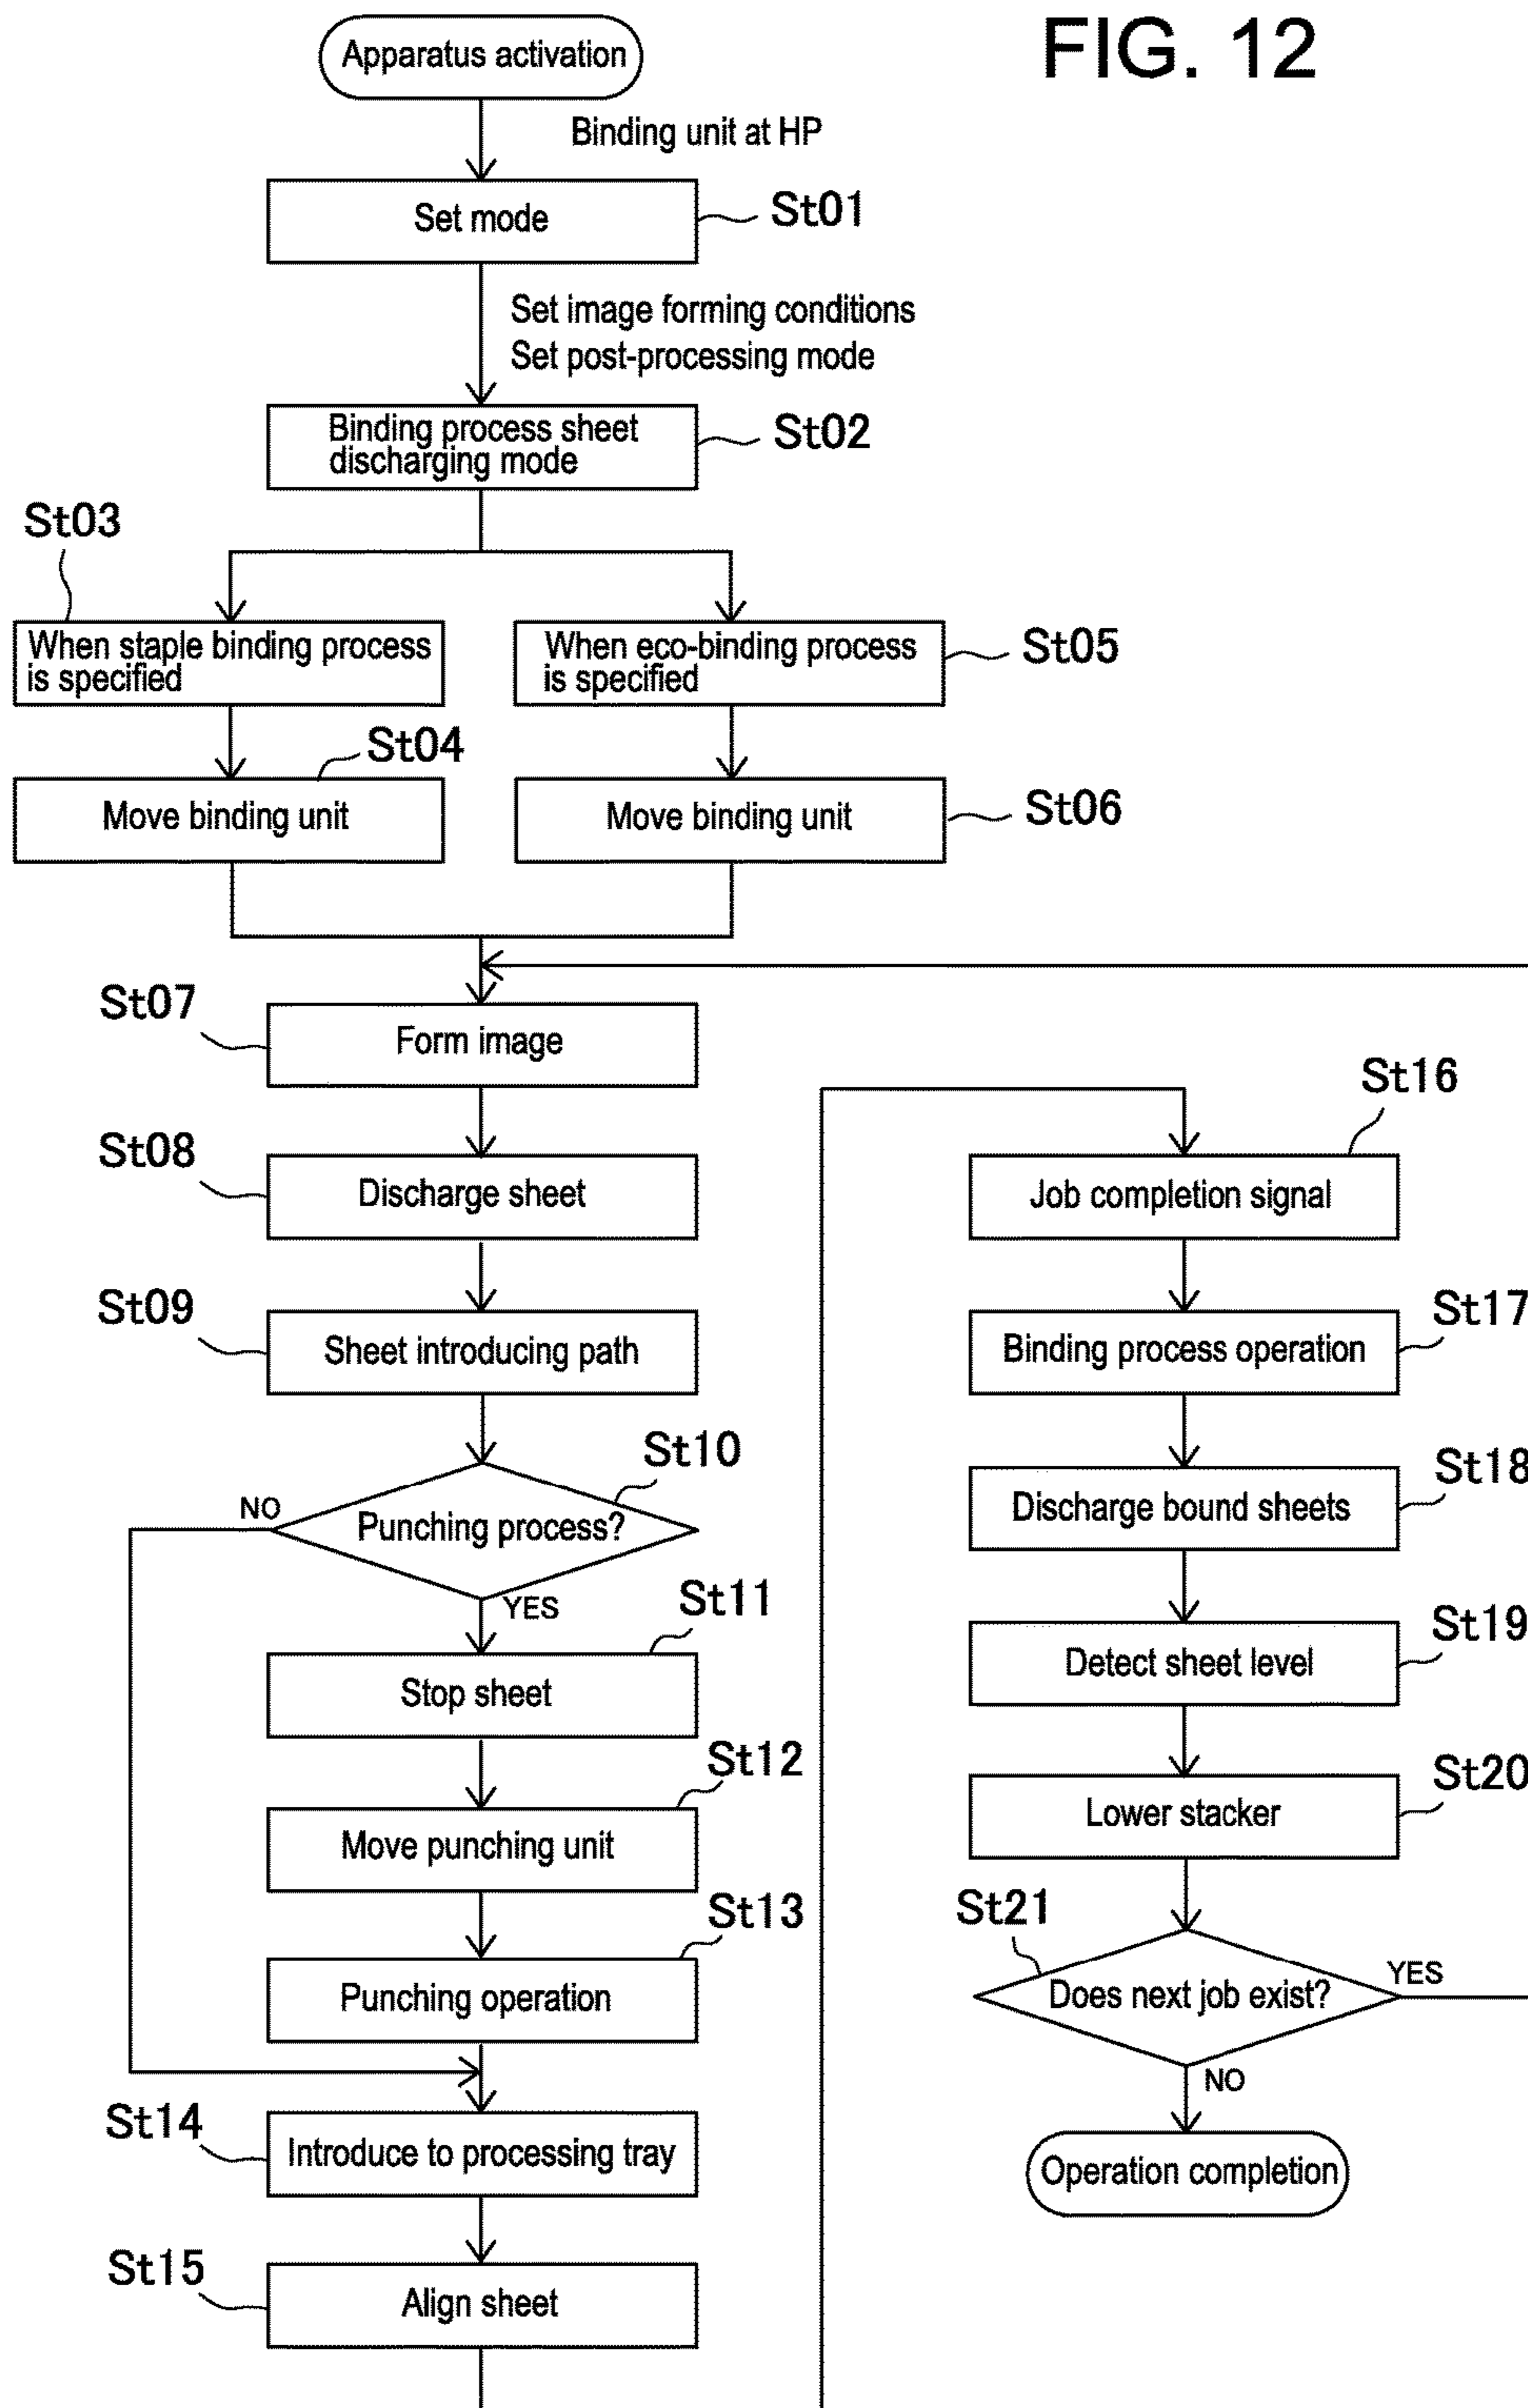 FIG. 12
Apparatus activation
Binding unit at HP
Set mode
St01
Set image forming conditions
Set post-processing mode
Binding process sheet
discharging mode
St02
St03
When staple binding process
is specified
When eco-binding process
is specified
St05
St04
Move binding unit
Move binding unit
St06
St07
Form image
St08
Discharge sheet
St09
Sheet introducing path
St10
NO
Punching process?
YES
St11
Stop sheet
St12
Move punching unit
St13
Punching operation
St14
Introduce to processing tray
St15
Align sheet
St16
Job completion signal
St17
Binding process operation
St18
Discharge bound sheets
St19
Detect sheet level
St20
Lower stacker
St21
Does next job exist?
YES
NO
Operation completion